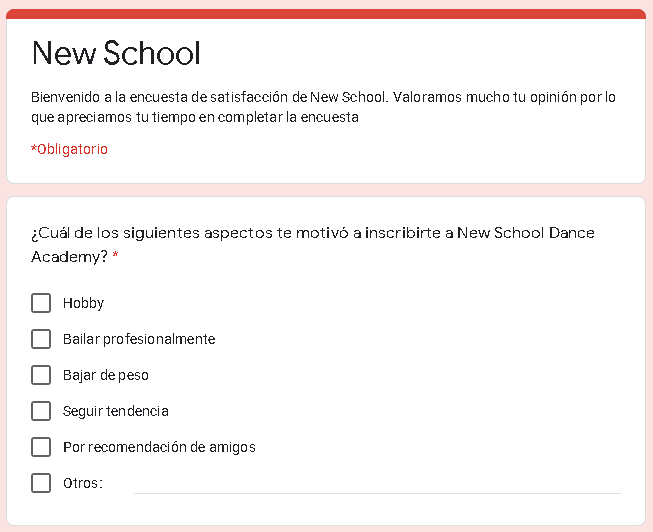 New School
Bienvenido a la encuesta de satisfacción de New School. Valoramos mucho tu opinión por lo
que apreciamos tu tiempo en completar la encuesta
*Obligatorio
¿Cuál de los siguientes aspectos te motivó a inscribirte a New School Dance
Academy? *
Hobby
Bailar profesionalmente
Bajar de peso
Seguir tendencia
Por recomendación de amigos
Otros: